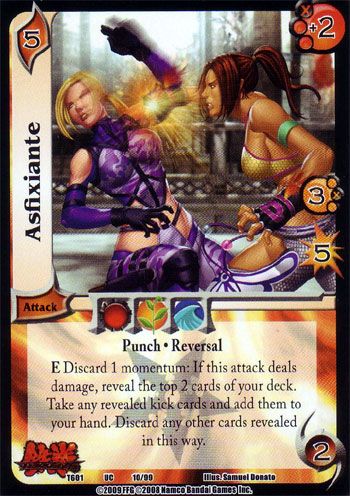 5
+2
Asfixiante
3
5
Attack
Punch • Reversal
E Discard 1 momentum: If this attack deals
damage, reveal the top 2 cards of your deck.
Take any revealed kick cards and add them to
your hand. Discard any other cards revealed
in this way.
2
T601 UC 10/99 Illus. Samuel Donato
©2009 FFG ©2008 Namco Bandai Games Inc.